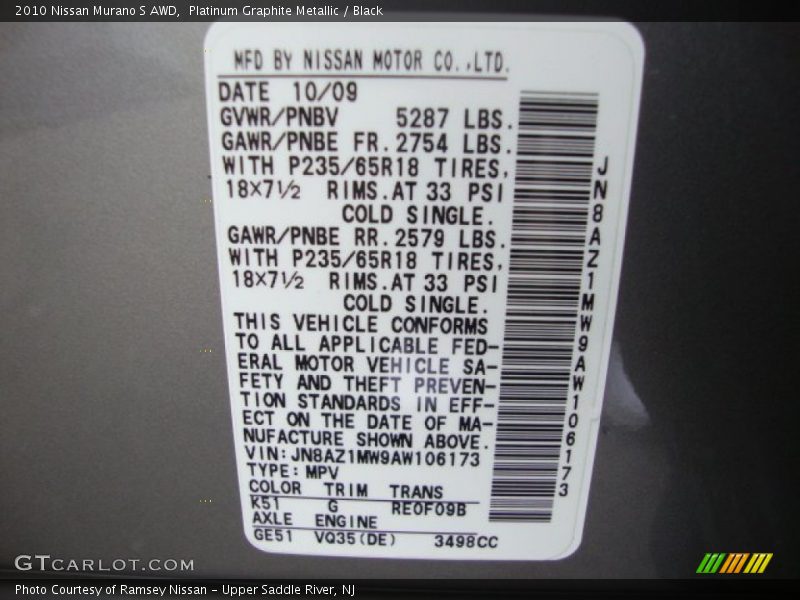 2010 Nissan Murano S AWD,  Platinum Graphite Metallic / Black
MFD BY NISSAN MOTOR CO.,LTD.
DATE 10/09
GVWR/PNBV 5287 LBS.
GAWR/PNBE FR.2754 LBS.
WITH P235/65R18 TIRES,
18×7½ RIMS.AT 33 PSI
COLD SINGLE.
GAWR/PNBE RR.2579 LBS.
WITH P235/65R18 TIRES,
18×7½ RIMS.AT 33 PSI
COLD SINGLE.
THIS VEHICLE CONFORMS
TO ALL APPLICABLE FED-
ERAL MOTOR VEHICLE SA-
FETY AND THEFT PREVEN-
TION STANDARDS IN EFF-
ECT ON THE DATE OF MA-
NUFACTURE SHOWN ABOVE.
VIN:JN8AZ1MW9AW106173
TYPE:MPV
COLOR TRIM TRANS
K51 G RE0F09B
AXLE ENGINE
GE51 VQ35(DE) 3498CC
JN8AZ1MW9AW106173
GTCARLOT.COM
Photo Courtesy of Ramsey Nissan - Upper Saddle River, NJ